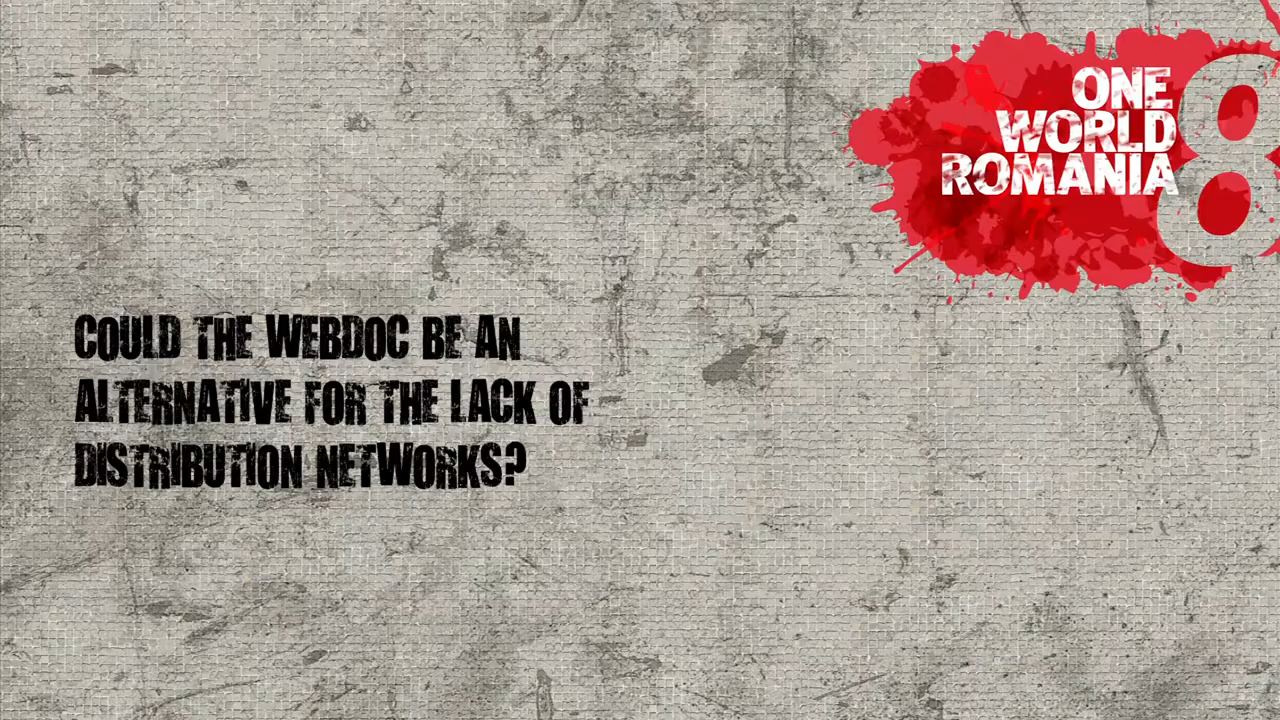 ONE
WORLD
ROMANIA
8
COULD THE WEBDOC BE AN
ALTERNATIVE FOR THE LACK OF
DISTRIBUTION NETWORKS?